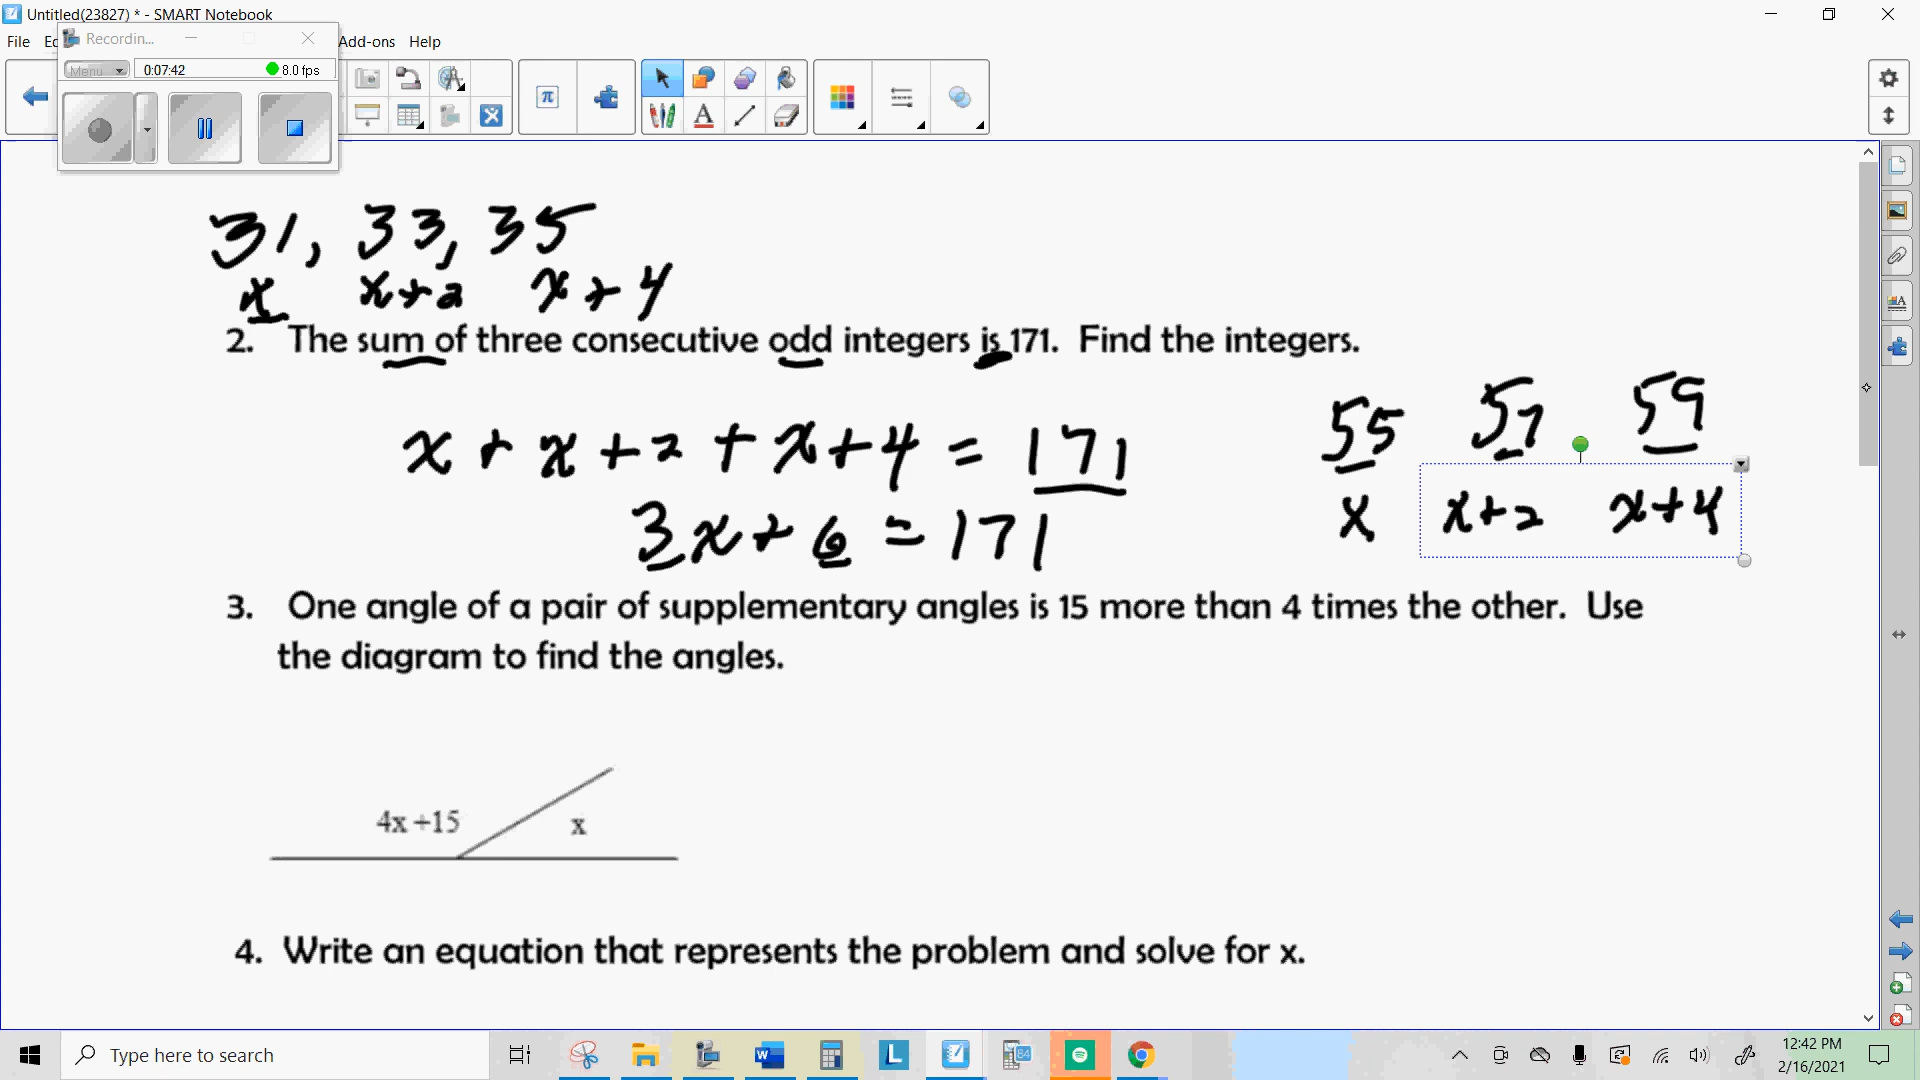 Untitled(23827) * - SMART Notebook
File Ec Recordin... Add-ons Help
Menu 0:07:42 8.0 fps
π A
31, 33, 35
x x+2 x+4
2. The sum of three consecutive odd integers is 171. Find the integers.
55 57 59
x + x + 2 + x + 4 = 171
x x+2 x+4
3x + 6 = 171
3. One angle of a pair of supplementary angles is 15 more than 4 times the other. Use
the diagram to find the angles.
4x +15 x
4. Write an equation that represents the problem and solve for x.
Type here to search
W L 84
12:42 PM
2/16/2021